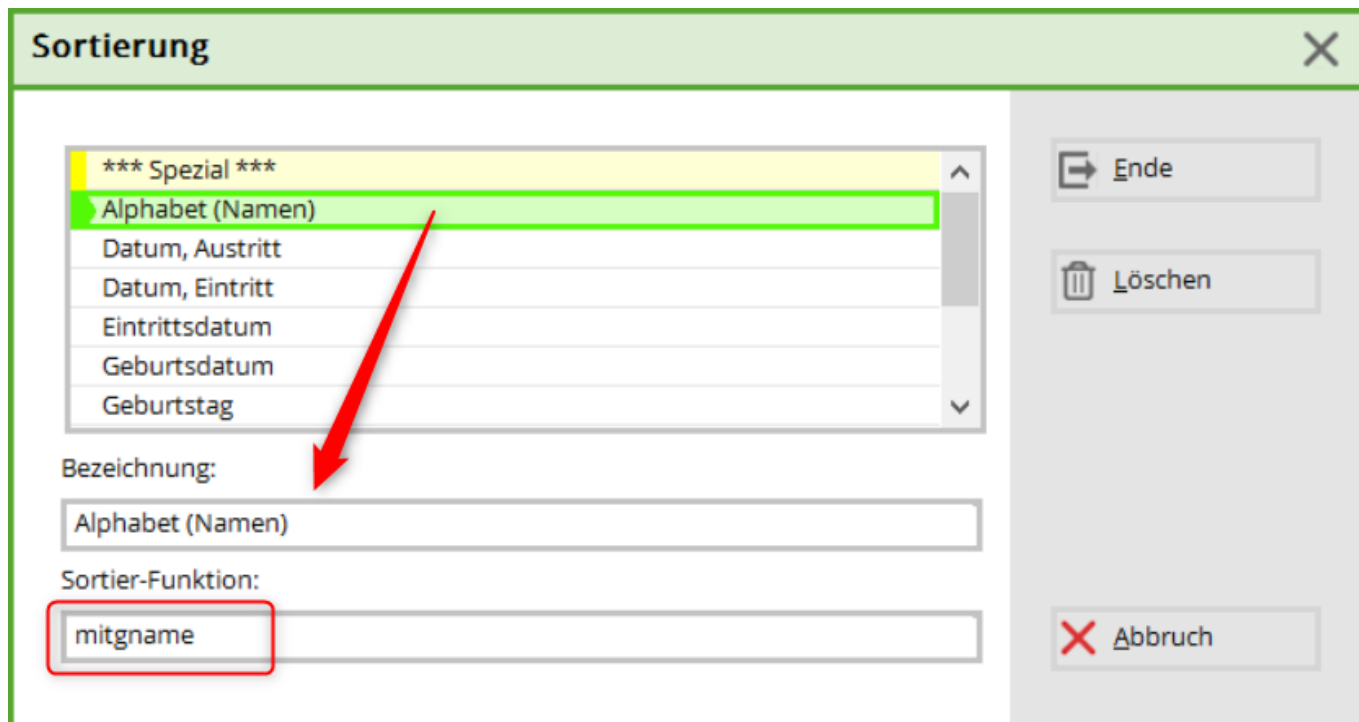 Sortierung
*** Spezial ***
Alphabet (Namen)
Datum, Austritt
Datum, Eintritt
Eintrittsdatum
Geburtsdatum
Geburtstag
Bezeichnung:
Alphabet (Namen)
Sortier-Funktion:
mitgname
Ende
Löschen
Abbruch